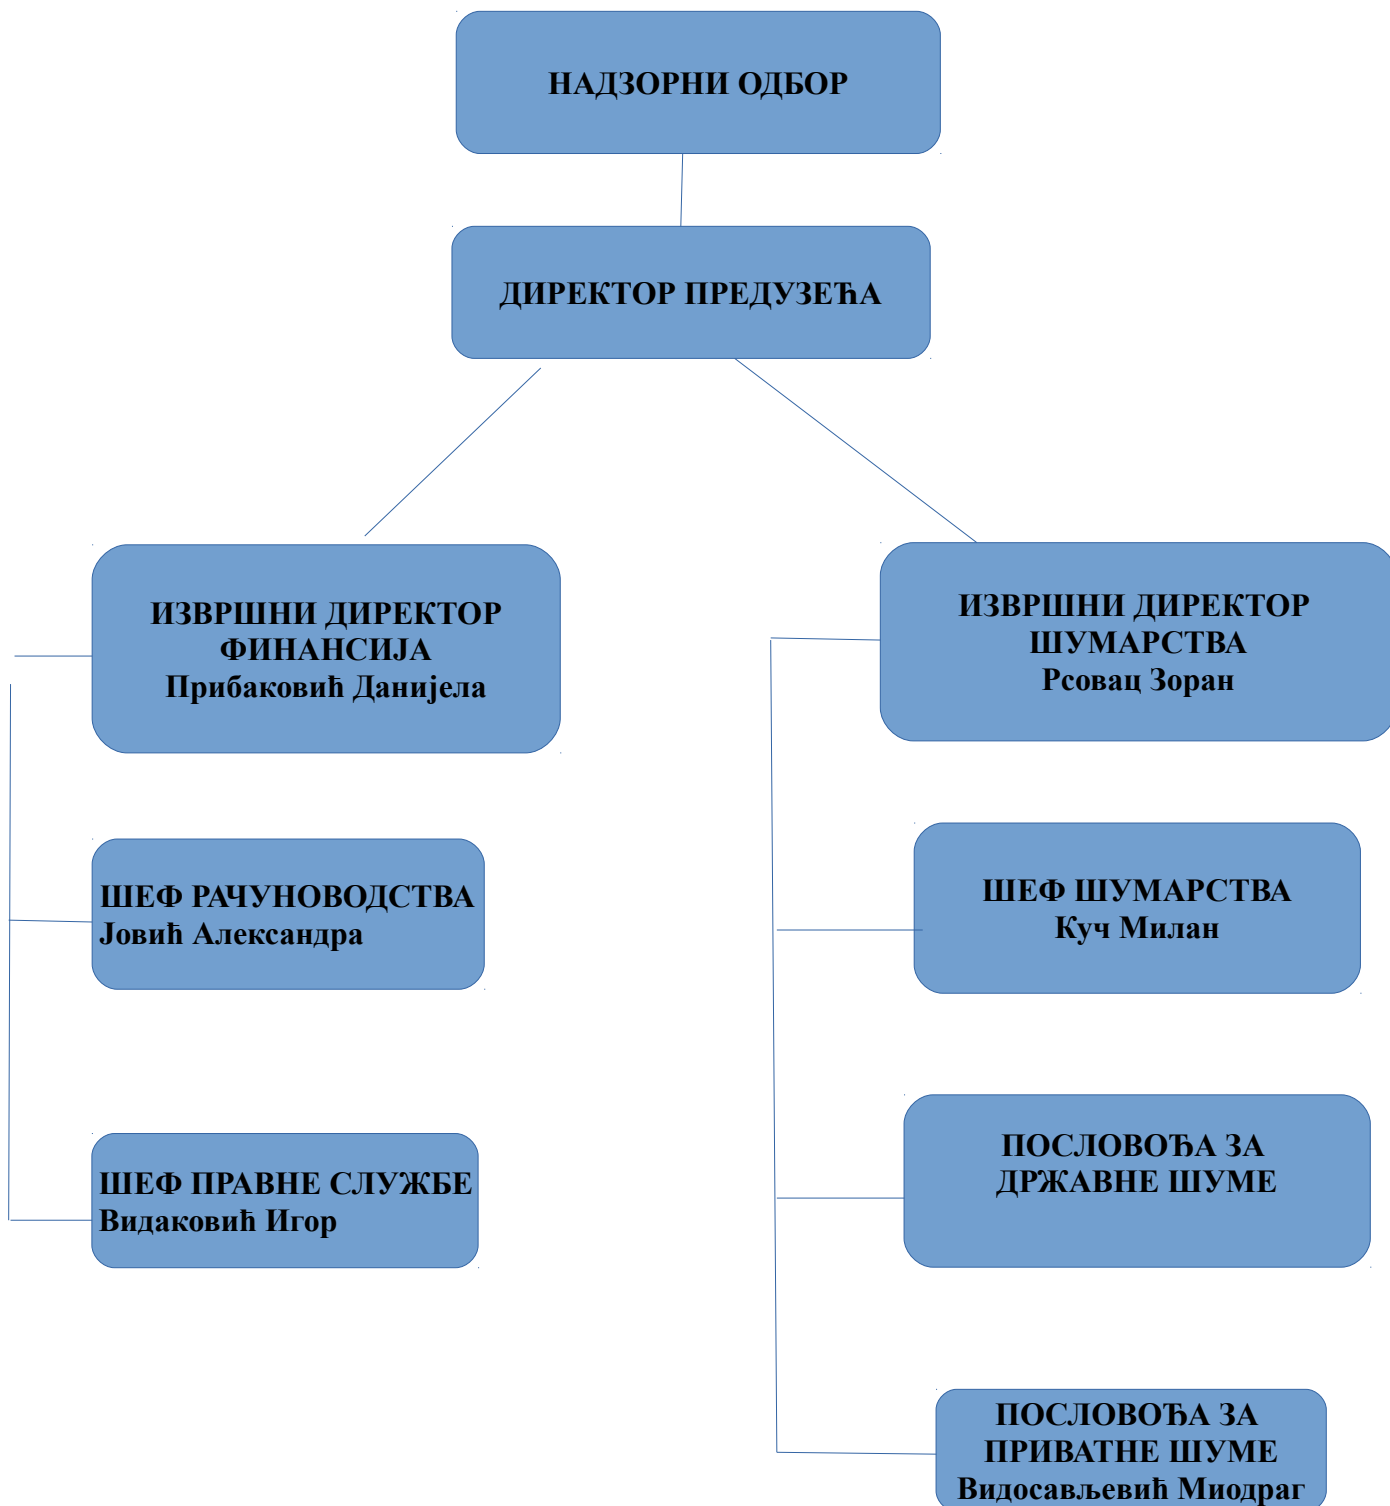 НАДЗОРНИ ОДБОР
ДИРЕКТОР ПРЕДУЗЕЋА
ИЗВРШНИ ДИРЕКТОР
ФИНАНСИЈА
Прибаковић Данијела
ШЕФ РАЧУНОВОДСТВА
Јовић Александра
ШЕФ ПРАВНЕ СЛУЖБЕ
Видаковић Игор
ИЗВРШНИ ДИРЕКТОР
ШУМАРСТВА
Рсовац Зоран
ШЕФ ШУМАРСТВА
Куч Милан
ПОСЛОВОЂА ЗА
ДРЖАВНЕ ШУМЕ
ПОСЛОВОЂА ЗА
ПРИВАТНЕ ШУМЕ
Видосављевић Миодраг